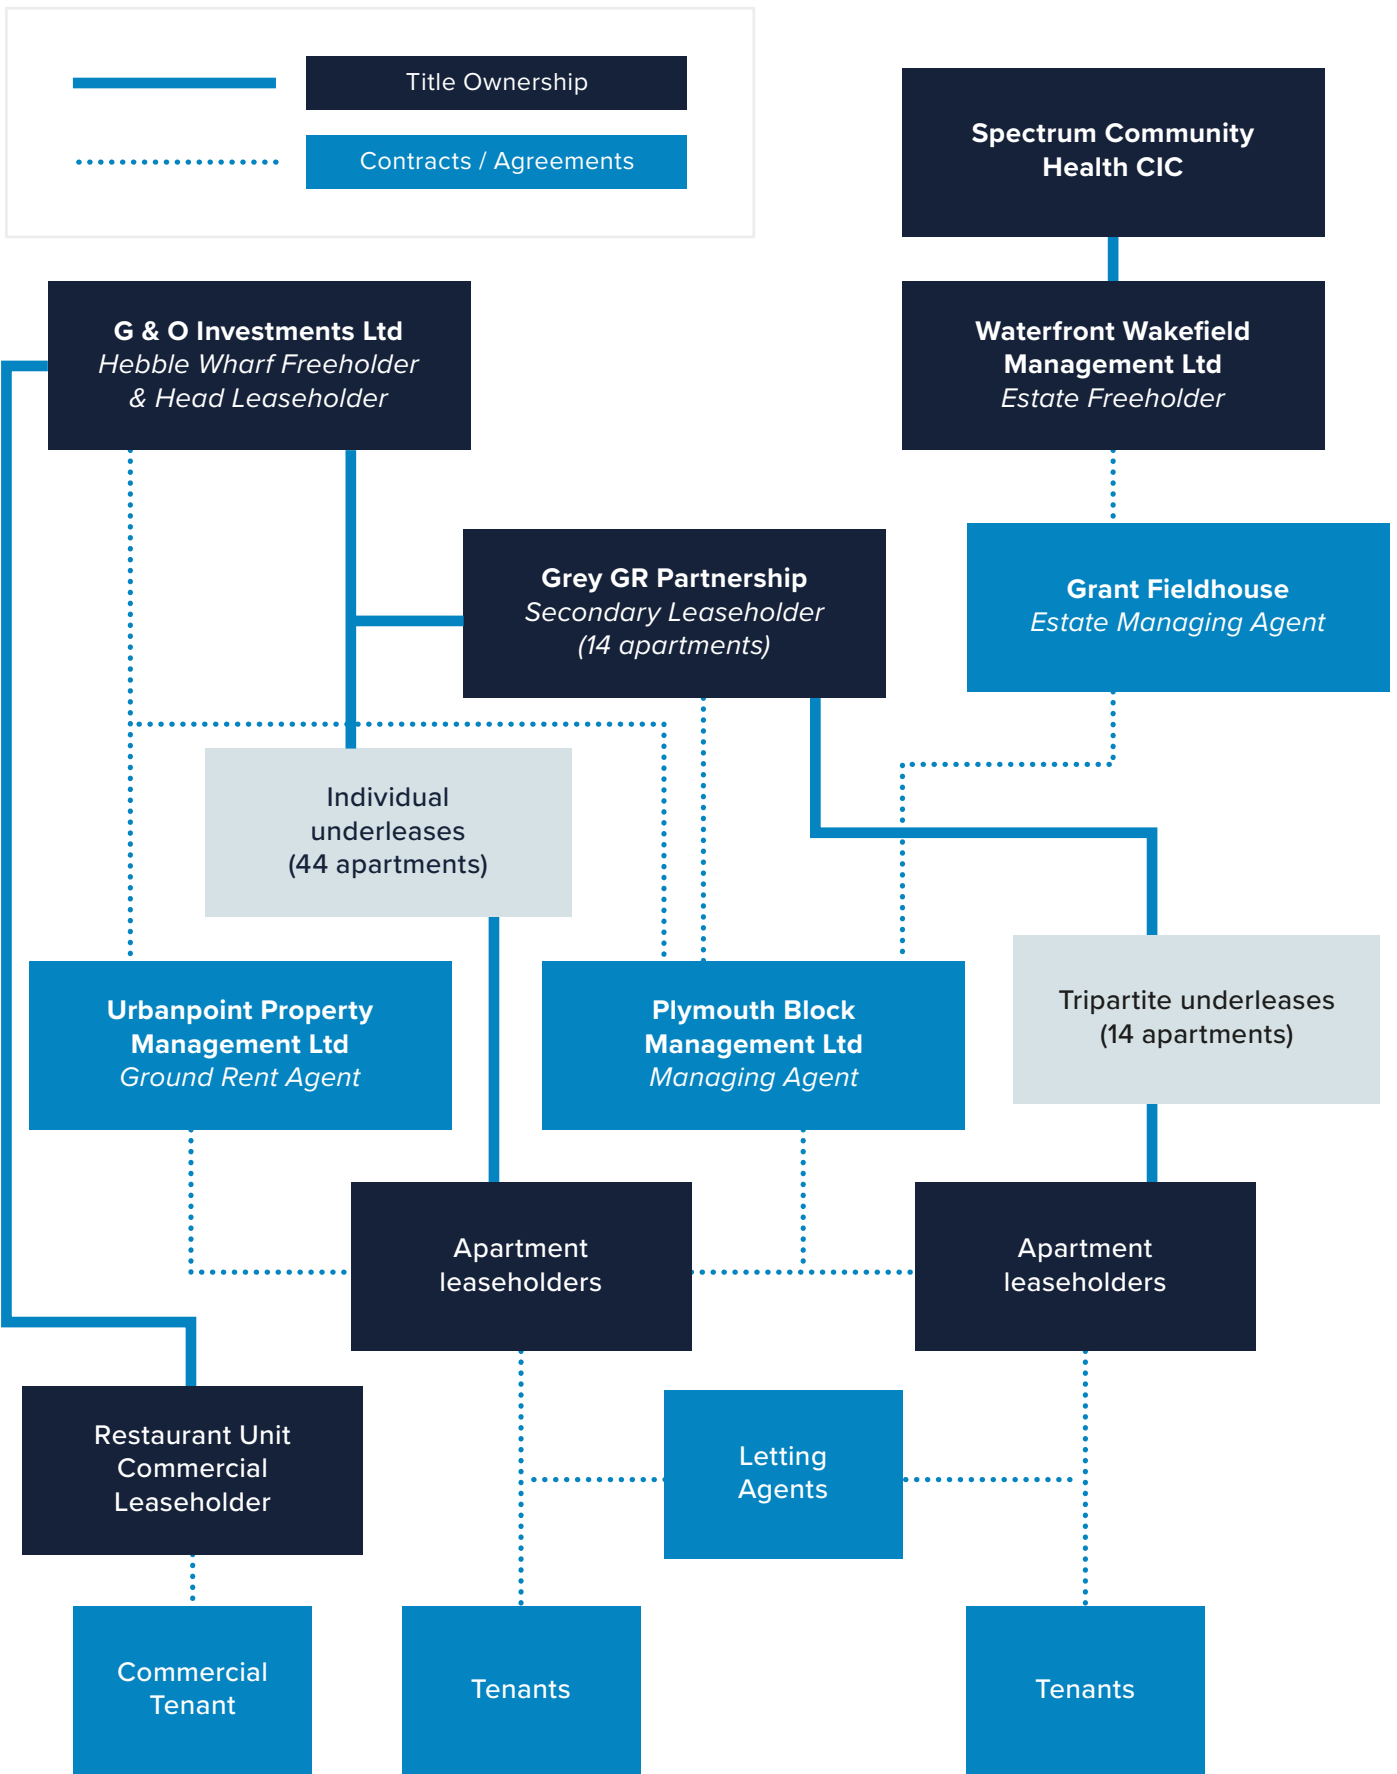 Title Ownership
Contracts / Agreements
Spectrum Community
Health CIC
G & O Investments Ltd
Hebble Wharf Freeholder
& Head Leaseholder
Waterfront Wakefield
Management Ltd
Estate Freeholder
Grey GR Partnership
Secondary Leaseholder
(14 apartments)
Grant Fieldhouse
Estate Managing Agent
Individual
underleases
(44 apartments)
Urbanpoint Property
Management Ltd
Ground Rent Agent
Plymouth Block
Management Ltd
Managing Agent
Tripartite underleases
(14 apartments)
Apartment
leaseholders
Apartment
leaseholders
Restaurant Unit
Commercial
Leaseholder
Letting
Agents
Commercial
Tenant
Tenants
Tenants